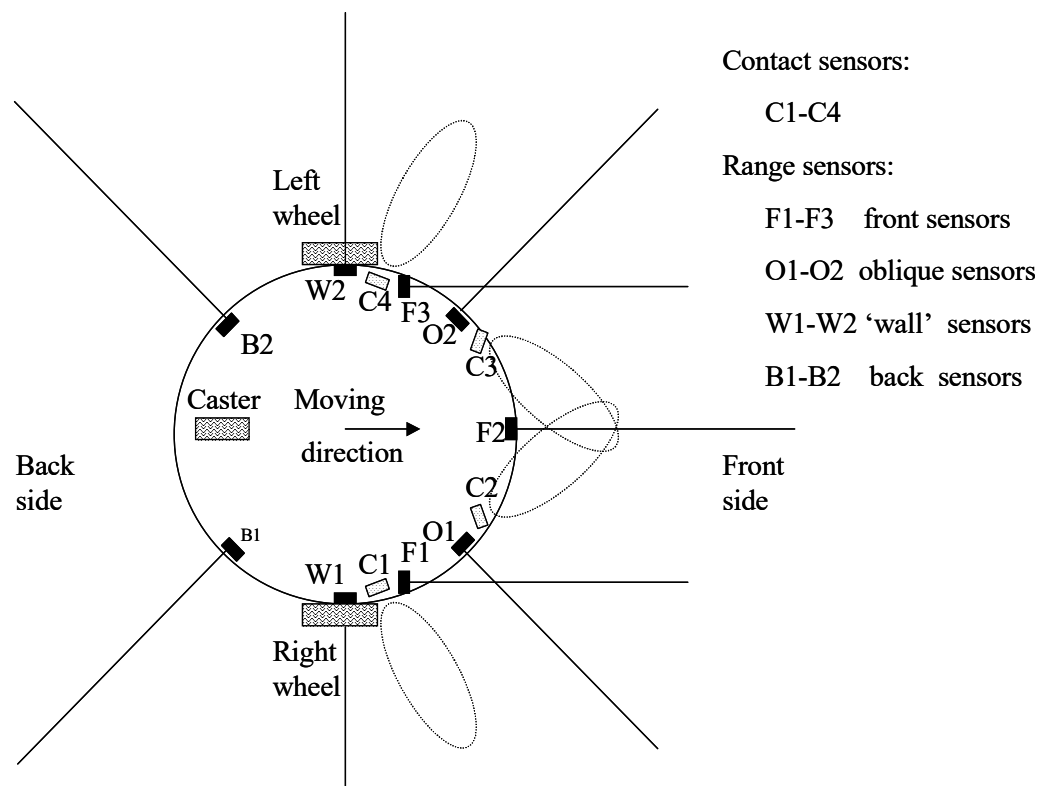 Contact sensors:
C1-C4
Range sensors:
F1-F3 front sensors
O1-O2 oblique sensors
W1-W2 ‘wall’ sensors
B1-B2 back sensors
Left
wheel
W2
C4
F3
O2
B2
C3
Caster
Moving
direction
F2
Back
side
Front
side
C2
B1
O1
F1
C1
W1
Right
wheel